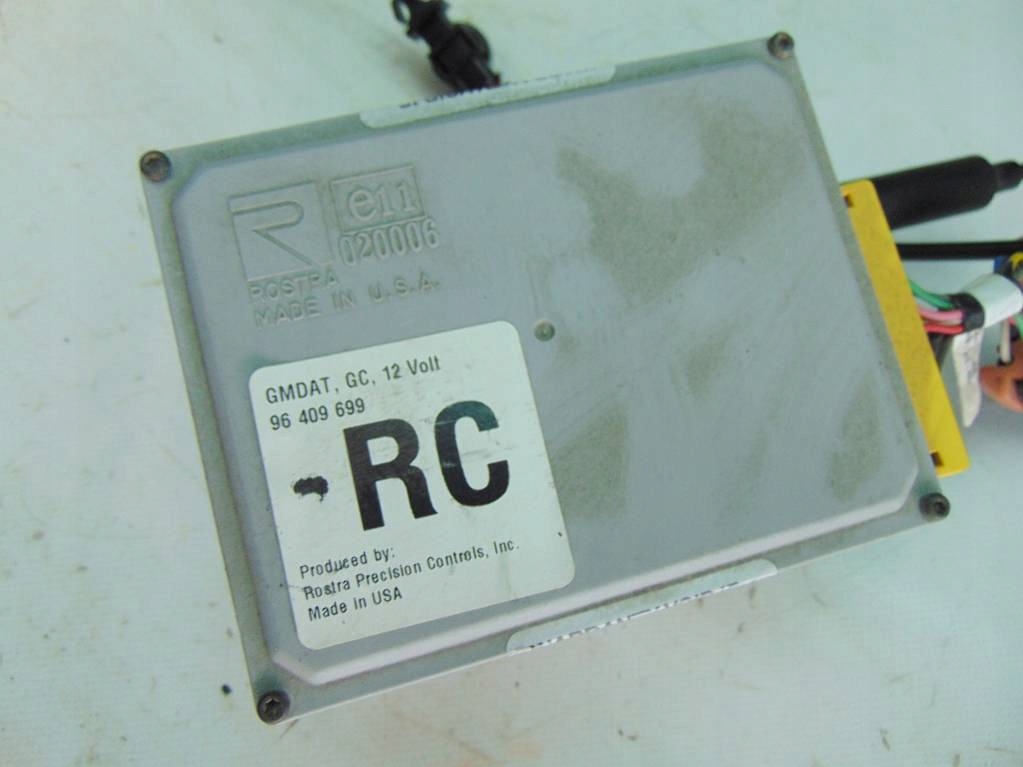 R
e11
020006
ROSTRA
MADE IN U.S.A.
GMDAT, GC, 12 Volt
96 409 699
-RC
Produced by:
Rostra Precision Controls, Inc.
Made in USA